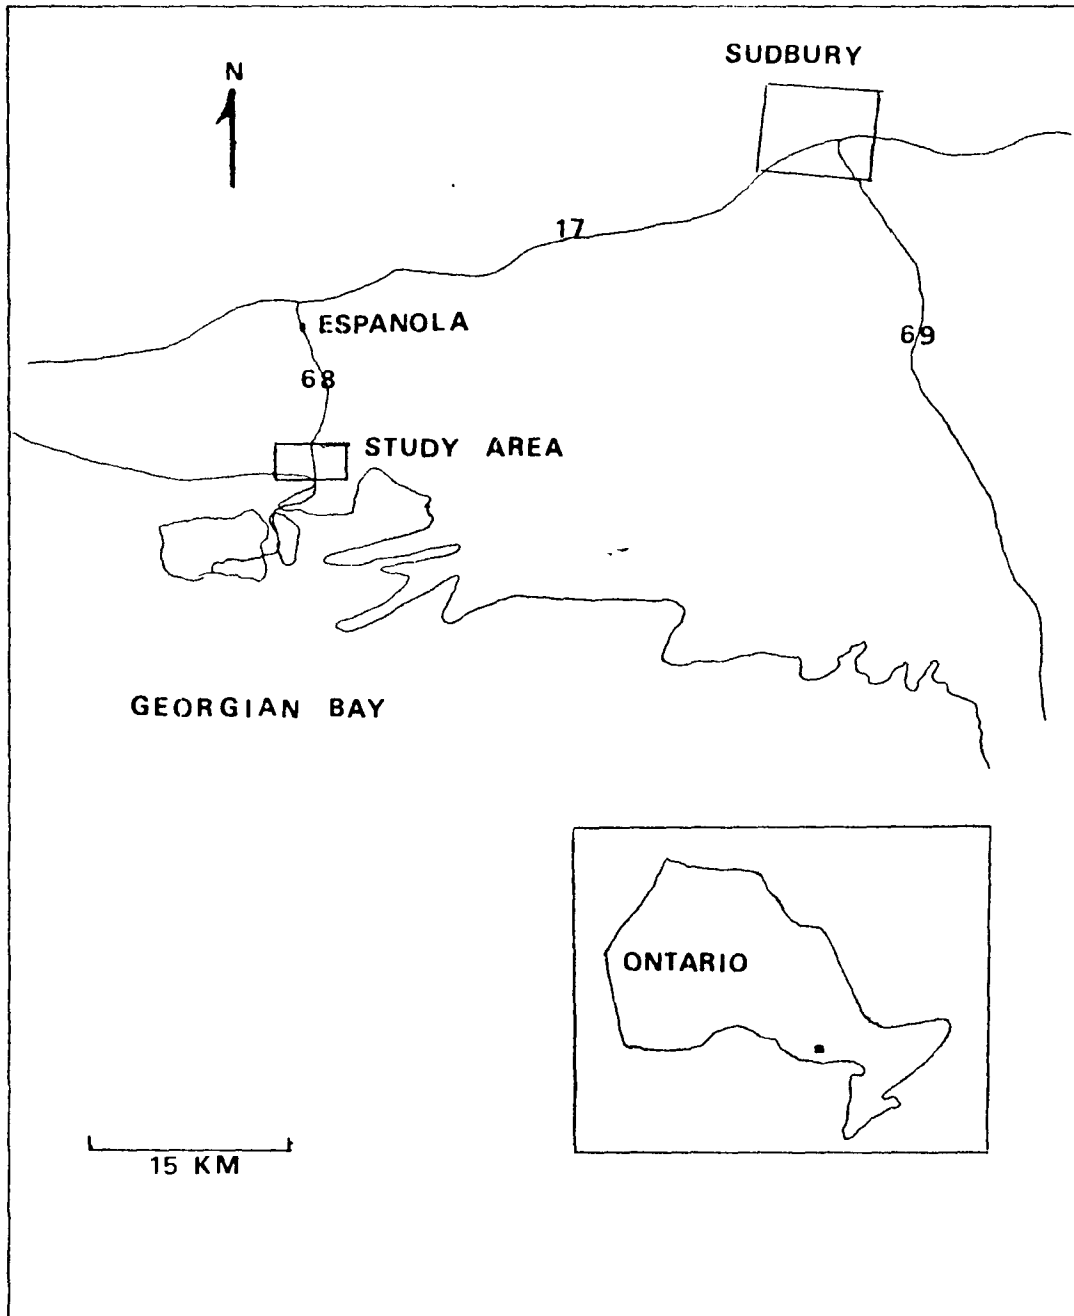 SUDBURY
N
17
ESPANOLA
69
68
STUDY AREA
GEORGIAN BAY
ONTARIO
15 KM